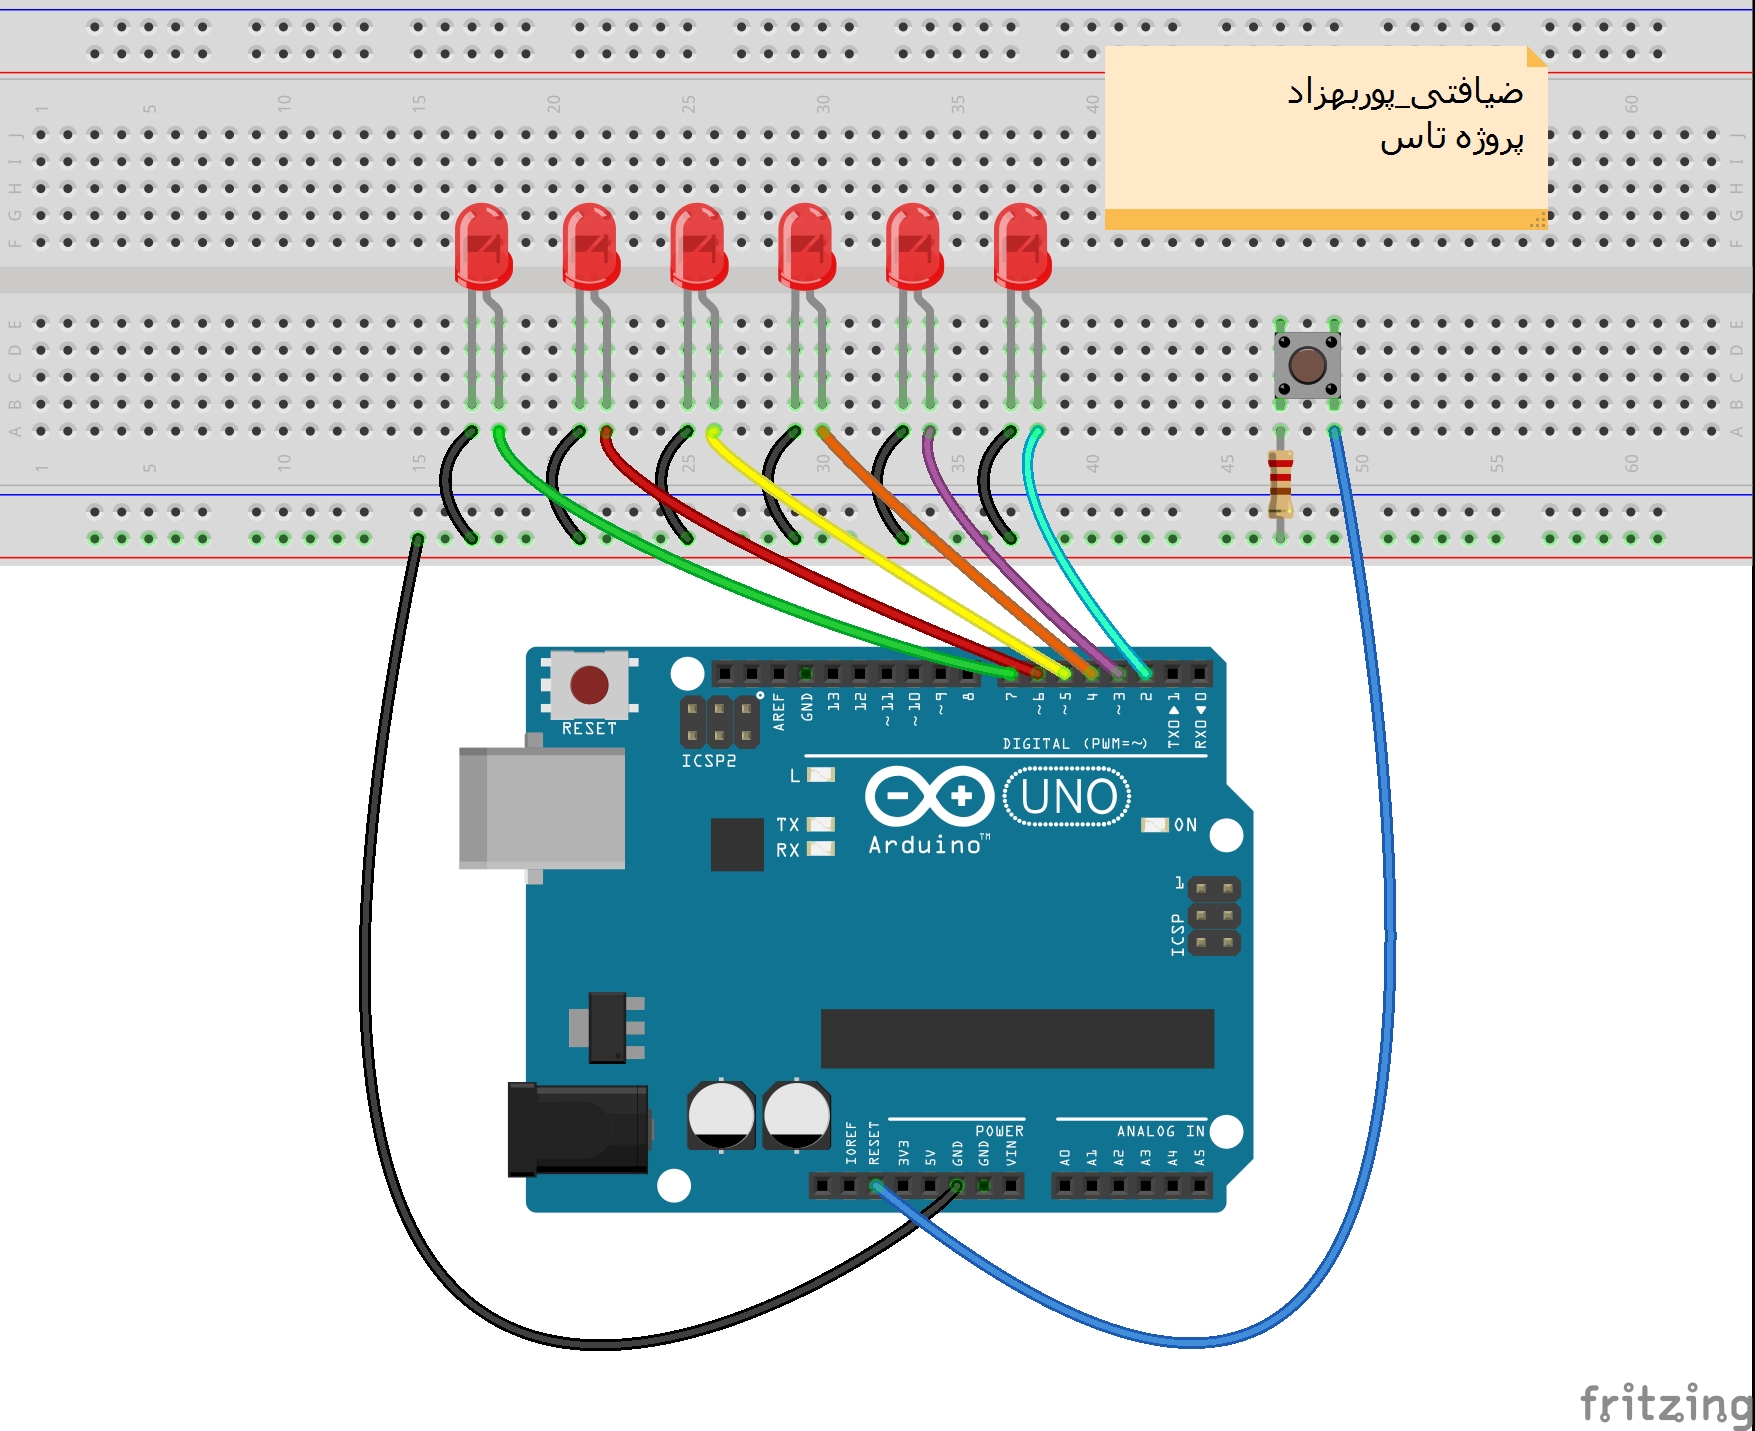 1 5 10 15 20 25 30 35 40 60
J I H G F
ضیافتی_پوربهزاد
پروژه تاس
J I H G F
E D C B A
E D C B A
1 5 10 15 20 25 30 35 40 45 50 55 60
RESET
ICSP2
AREF GND 13 12 ~11 ~10 ~9 8 7 ~6 ~5 4 ~3 2 TX0▶1 RX0◀0
DIGITAL (PWM=~)
L
TX
RX
UNO
Arduino™
ON
1
ICSP
IOREF RESET 3V3 5V GND GND VIN
POWER
ANALOG IN
A0 A1 A2 A3 A4 A5
fritzing